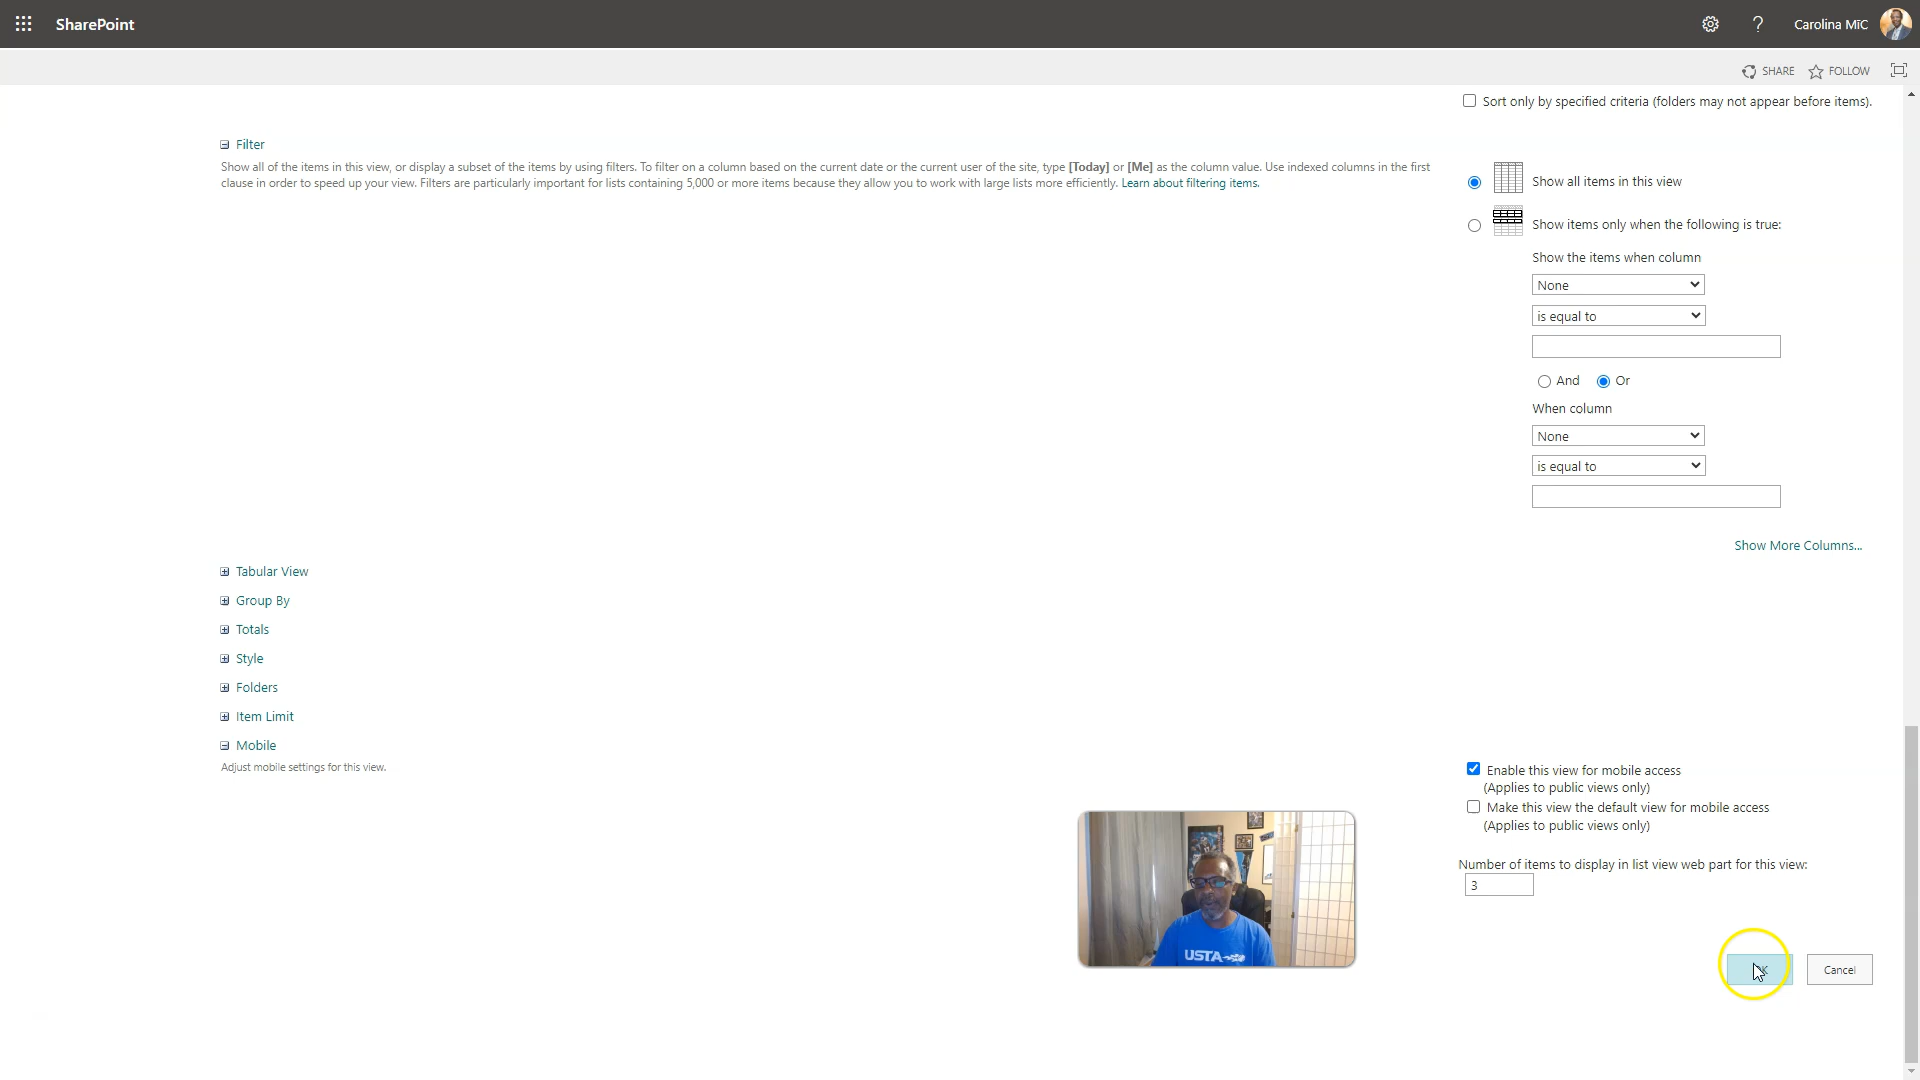 SharePoint
Carolina MiC
SHARE
FOLLOW
Sort only by specified criteria (folders may not appear before items).
Filter
Show all of the items in this view, or display a subset of the items by using filters. To filter on a column based on the current date or the current user of the site, type [Today] or [Me] as the column value. Use indexed columns in the first
clause in order to speed up your view. Filters are particularly important for lists containing 5,000 or more items because they allow you to work with large lists more efficiently. Learn about filtering items.
Show all items in this view
Show items only when the following is true:
Show the items when column
None
is equal to
And
Or
When column
None
is equal to
Show More Columns...
Tabular View
Group By
Totals
Style
Folders
Item Limit
Mobile
Adjust mobile settings for this view.
Enable this view for mobile access
(Applies to public views only)
Make this view the default view for mobile access
(Applies to public views only)
Number of items to display in list view web part for this view:
3
USTA
Cancel